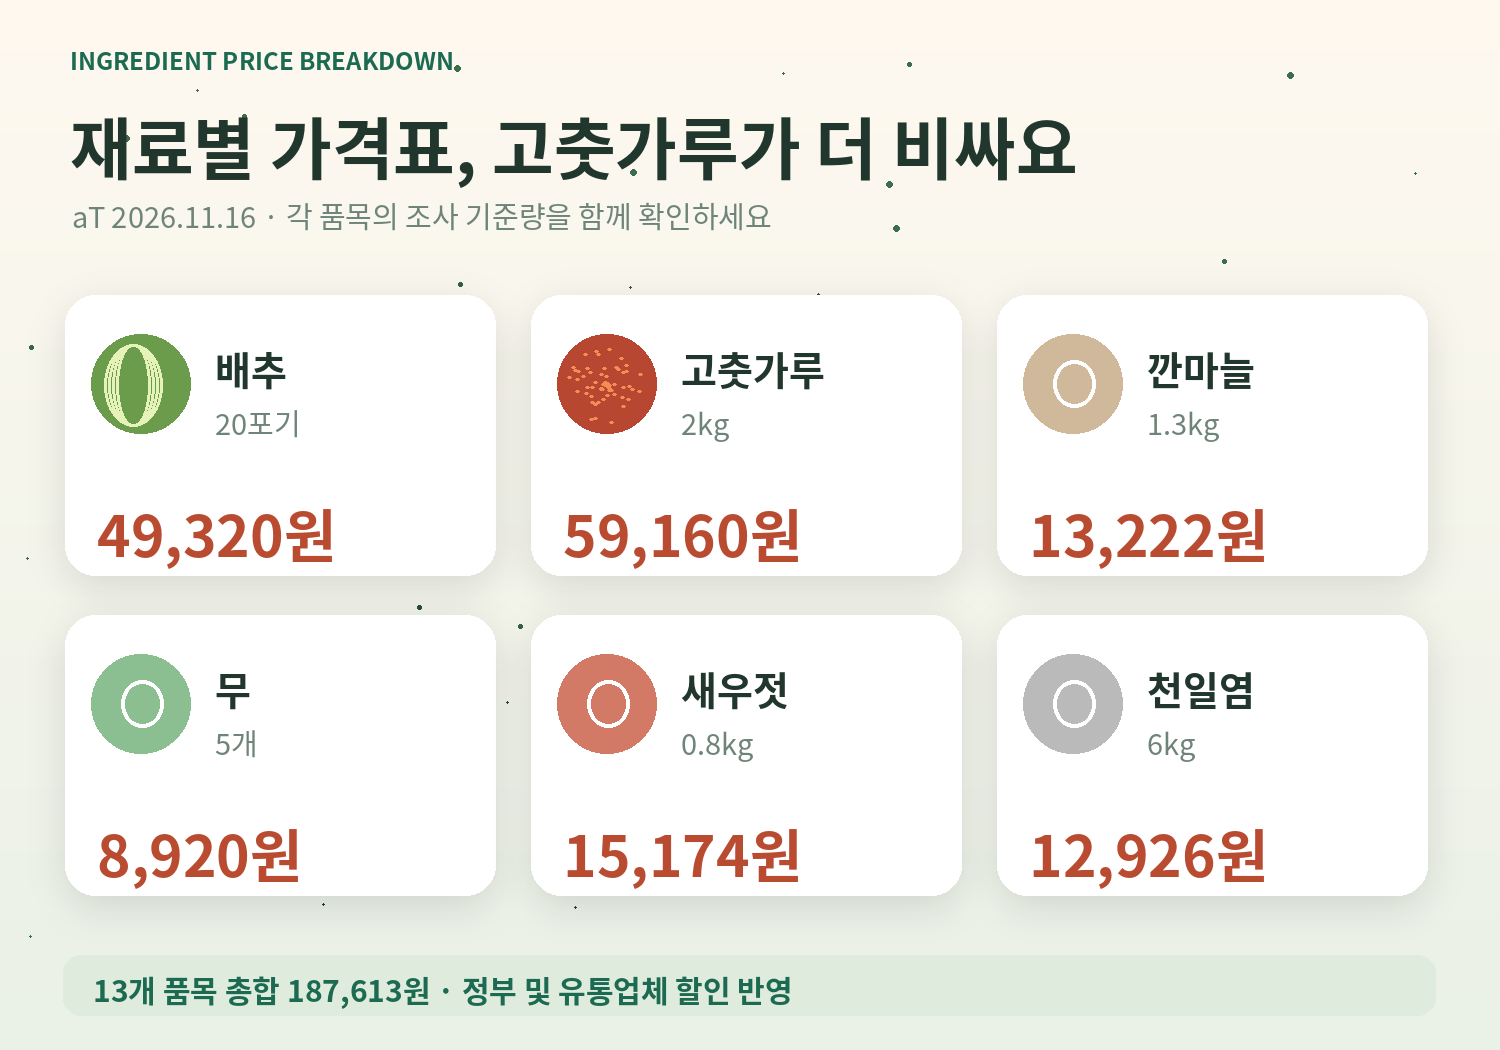 INGREDIENT PRICE BREAKDOWN
재료별 가격표, 고춧가루가 더 비싸요
aT 2026.11.16 · 각 품목의 조사 기준량을 함께 확인하세요
배추
20포기
49,320원
고춧가루
2kg
59,160원
깐마늘
1.3kg
13,222원
무
5개
8,920원
새우젓
0.8kg
15,174원
천일염
6kg
12,926원
13개 품목 총합 187,613원 · 정부 및 유통업체 할인 반영